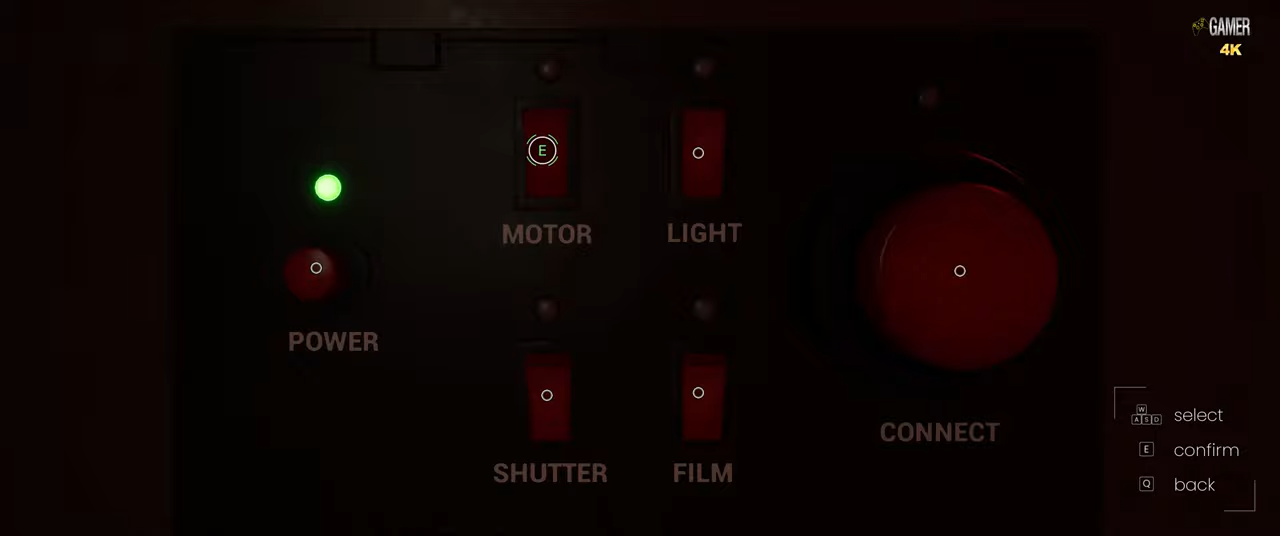 GAMER
4K
E
MOTOR
LIGHT
POWER
SHUTTER
FILM
CONNECT
W
A S D
select
E
confirm
Q
back